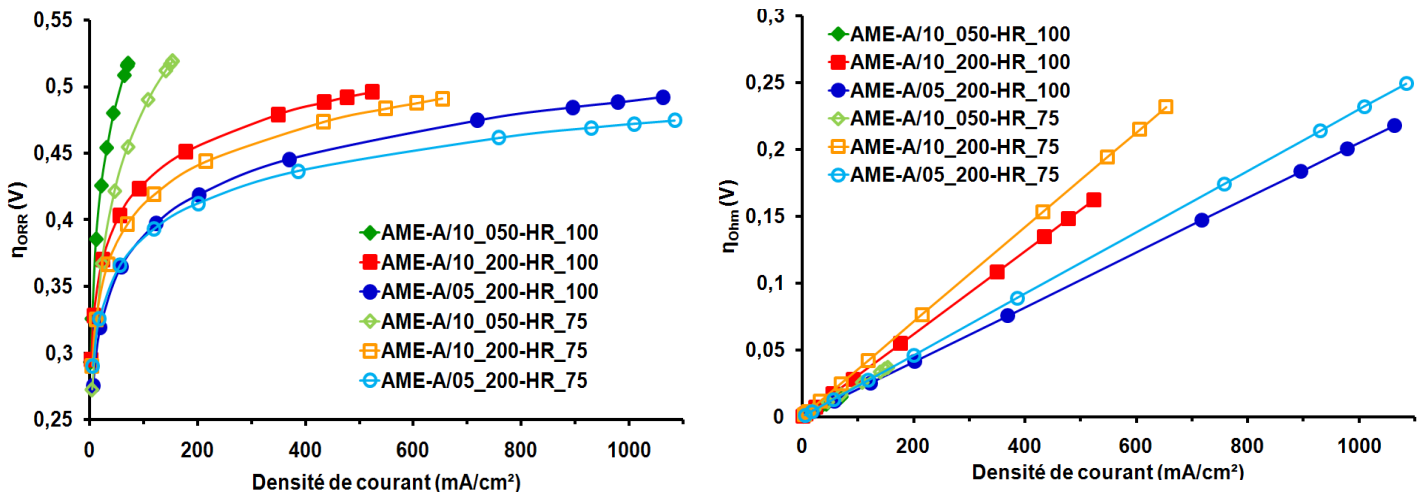 0,55
0,5
0,45
0,4
0,35
0,3
0,25
ηORR (V)
AME-A/10_050-HR_100
AME-A/10_200-HR_100
AME-A/05_200-HR_100
AME-A/10_050-HR_75
AME-A/10_200-HR_75
AME-A/05_200-HR_75
0 200 400 600 800 1000
Densité de courant (mA/cm²)
0,3
0,25
0,2
0,15
0,1
0,05
0
ηOhm (V)
AME-A/10_050-HR_100
AME-A/10_200-HR_100
AME-A/05_200-HR_100
AME-A/10_050-HR_75
AME-A/10_200-HR_75
AME-A/05_200-HR_75
0 200 400 600 800 1000
Densité de courant (mA/cm²)